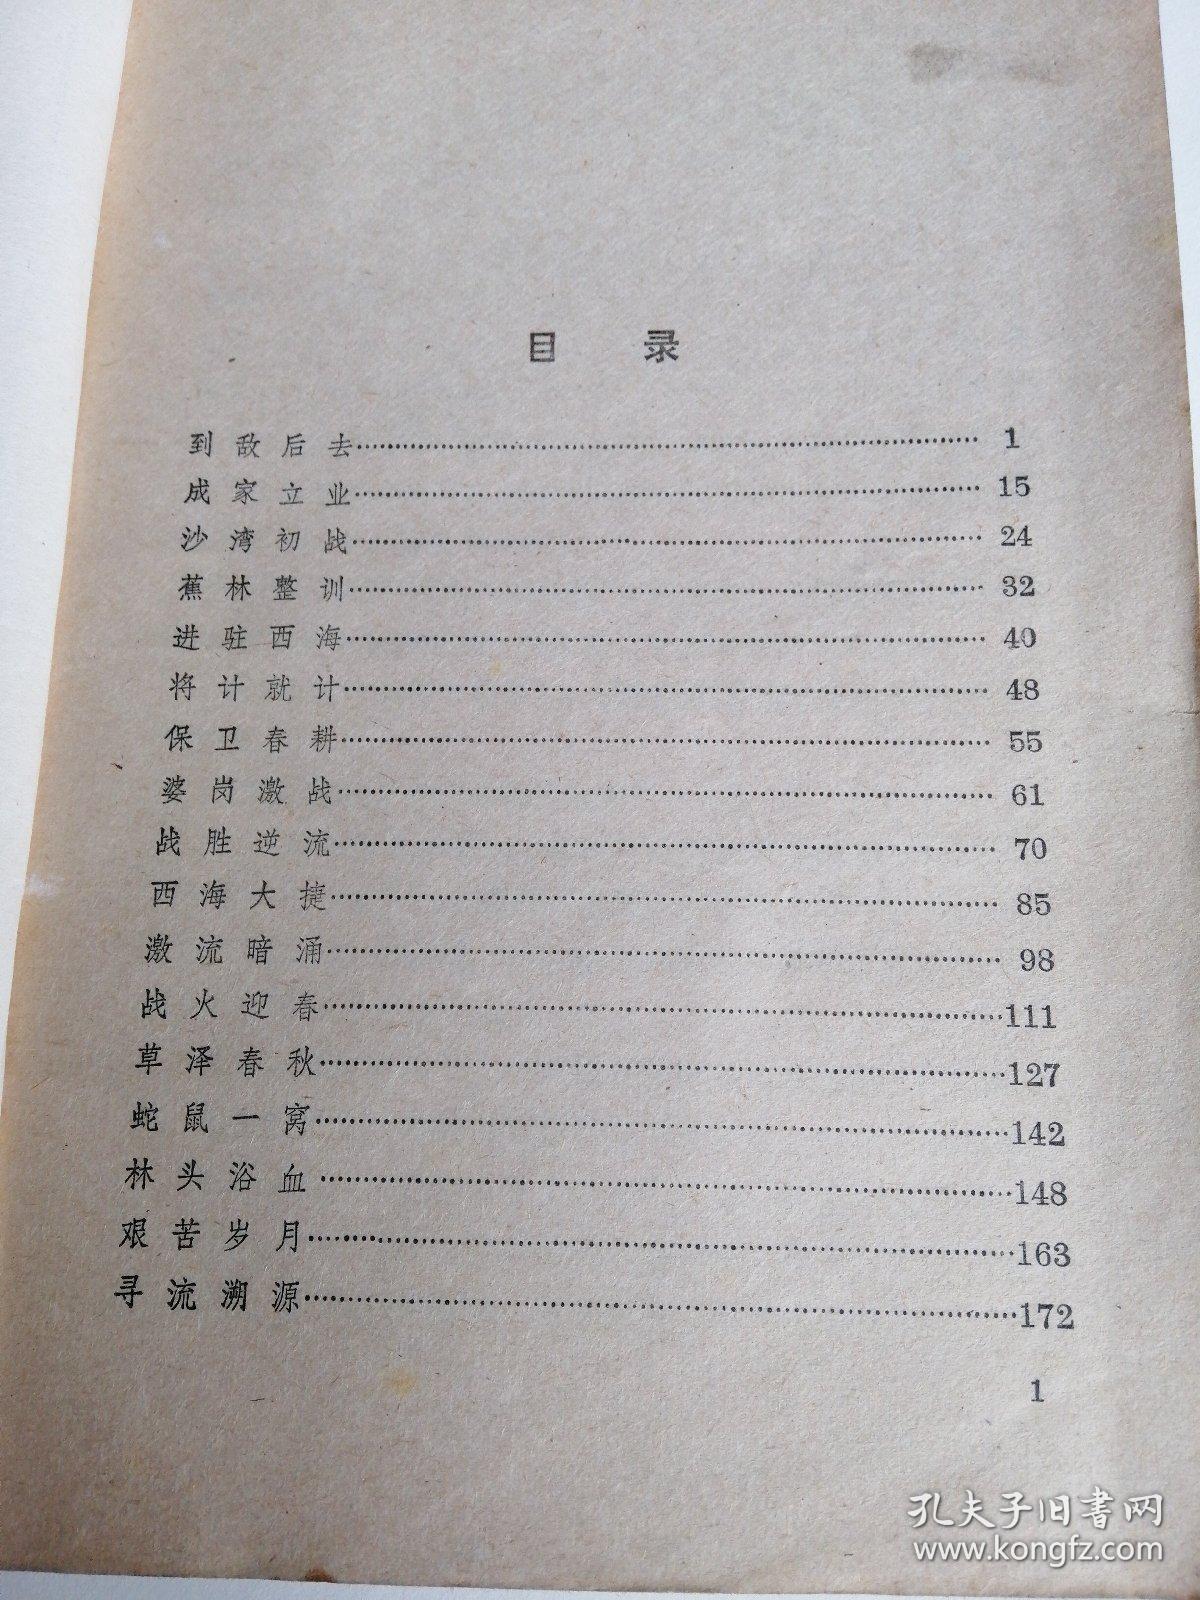 目 录
到敌后去……………………………………1
成家立业……………………………………15
沙湾初战……………………………………24
蕉林整训……………………………………32
进驻西海……………………………………40
将计就计……………………………………48
保卫春耕……………………………………55
婆岗激战……………………………………61
战胜逆流……………………………………70
西海大捷……………………………………85
激流暗涌……………………………………98
战火迎春……………………………………111
草泽春秋……………………………………127
蛇鼠一窝……………………………………142
林头浴血……………………………………148
艰苦岁月……………………………………163
寻流溯源……………………………………172
1
孔夫子旧书网
www.kongfz.com